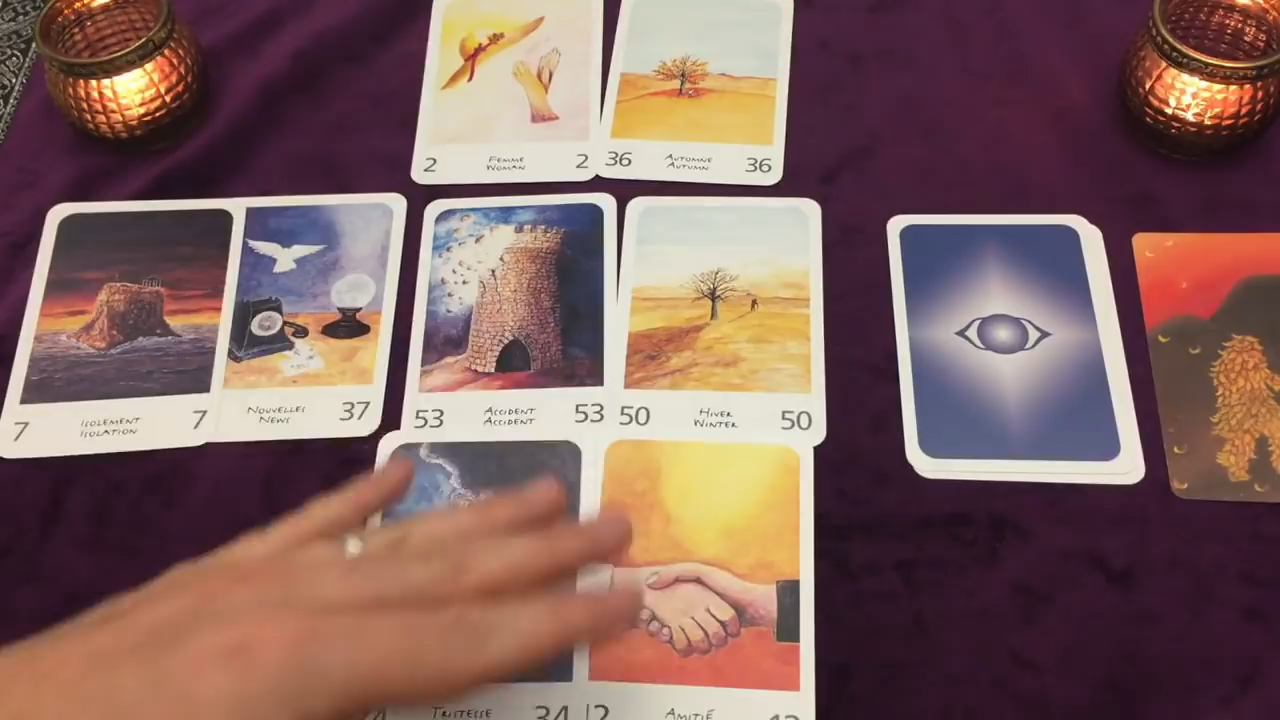 2 FEMME WOMAN 2
36 AUTOMNE AUTUMN 36
7 ISOLEMENT ISOLATION 7
NOUVELLES NEWS 37
53 ACCIDENT ACCIDENT 53
50 HIVER WINTER 50
TRISTESSE 34
12 AMITIÉ